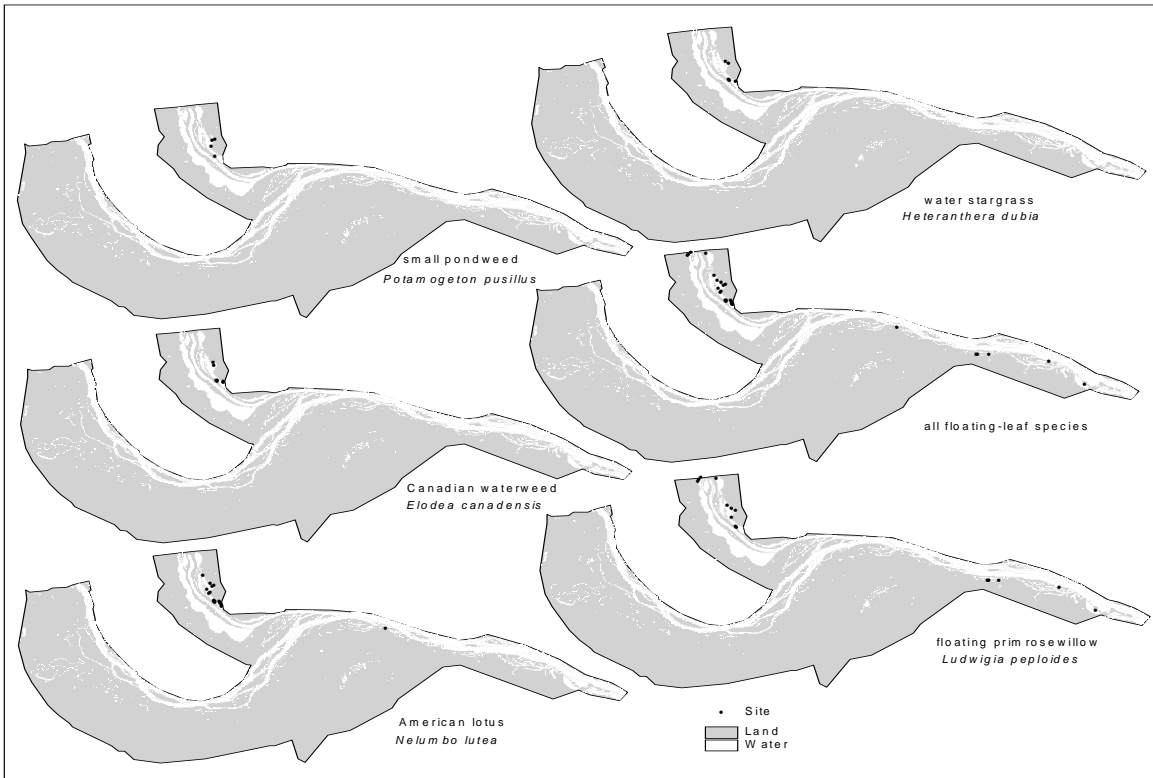 water stargrass
Heteranthera dubia
small pondweed
Potamogeton pusillus
all floating-leaf species
Canadian waterweed
Elodea canadensis
floating primrosewillow
Ludwigia peploides
American lotus
Nelumbo lutea
Site
Land
Water